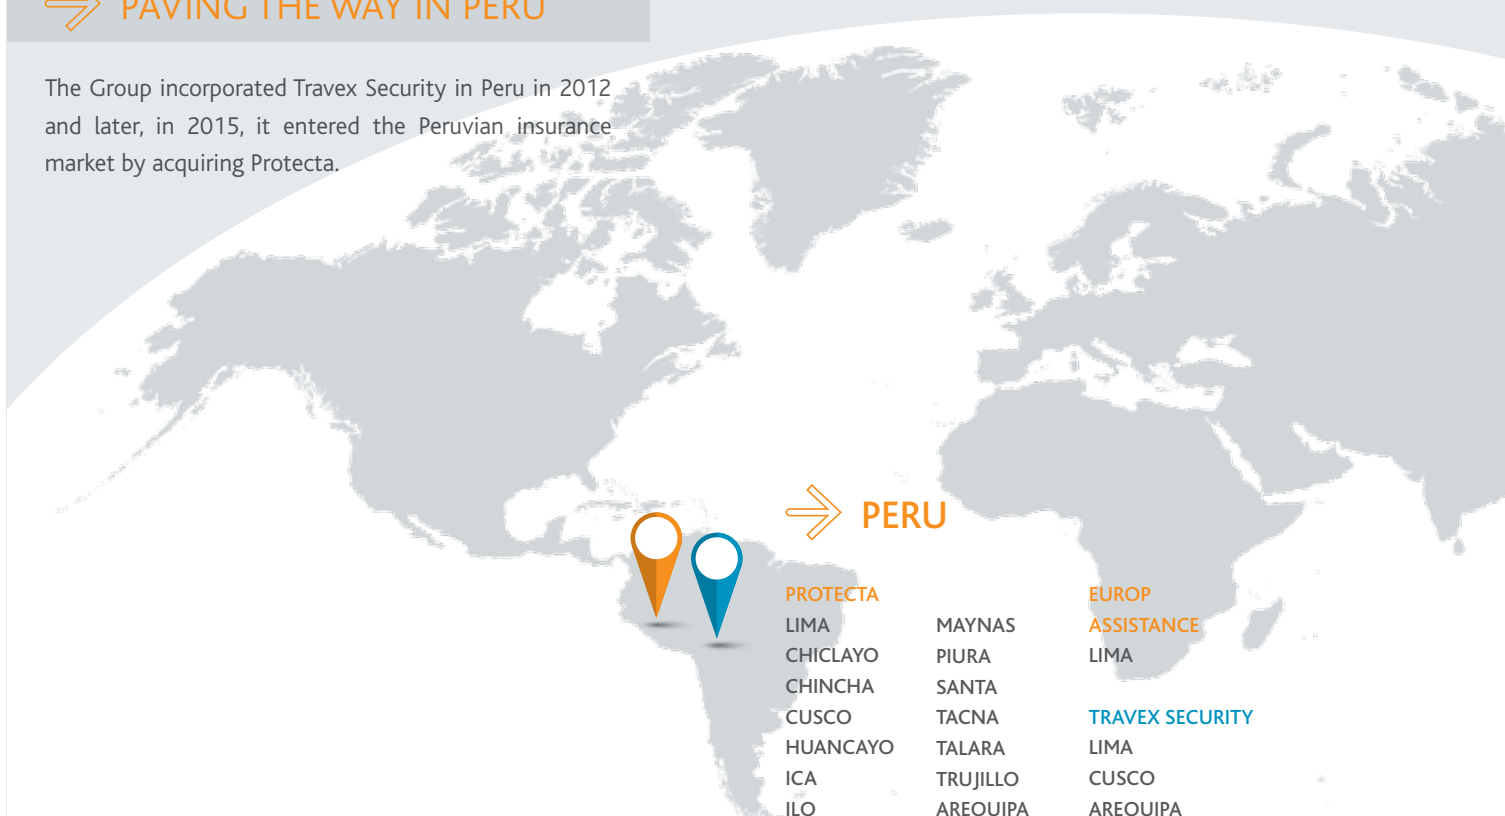 PAVING THE WAY IN PERU
The Group incorporated Travex Security in Peru in 2012
and later, in 2015, it entered the Peruvian insurance
market by acquiring Protecta.
PERU
PROTECTA
LIMA
CHICLAYO
CHINCHA
CUSCO
HUANCAYO
ICA
ILO
MAYNAS
PIURA
SANTA
TACNA
TALARA
TRUJILLO
AREQUIPA
EUROP
ASSISTANCE
LIMA
TRAVEX SECURITY
LIMA
CUSCO
AREQUIPA